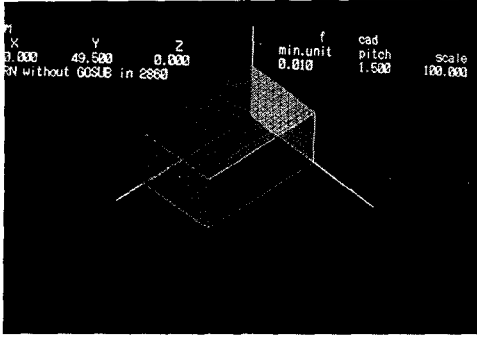 M f cad
X Y Z min.unit pitch scale
0.000 49.500 0.000 0.010 1.500 100.000
RN without GOSUB in 2860